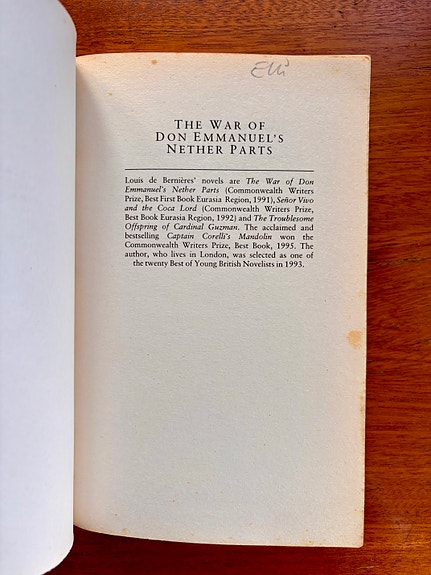 THE WAR OF
DON EMMANUEL'S
NETHER PARTS
Louis de Bernières' novels are The War of Don
Emmanuel's Nether Parts (Commonwealth Writers
Prize, Best First Book Eurasia Region, 1991), Señor Vivo
and the Coca Lord (Commonwealth Writers Prize,
Best Book Eurasia Region, 1992) and The Troublesome
Offspring of Cardinal Guzman. The acclaimed and
bestselling Captain Corelli's Mandolin won the
Commonwealth Writers Prize, Best Book, 1995. The
author, who lives in London, was selected as one of
the twenty Best of Young British Novelists in 1993.